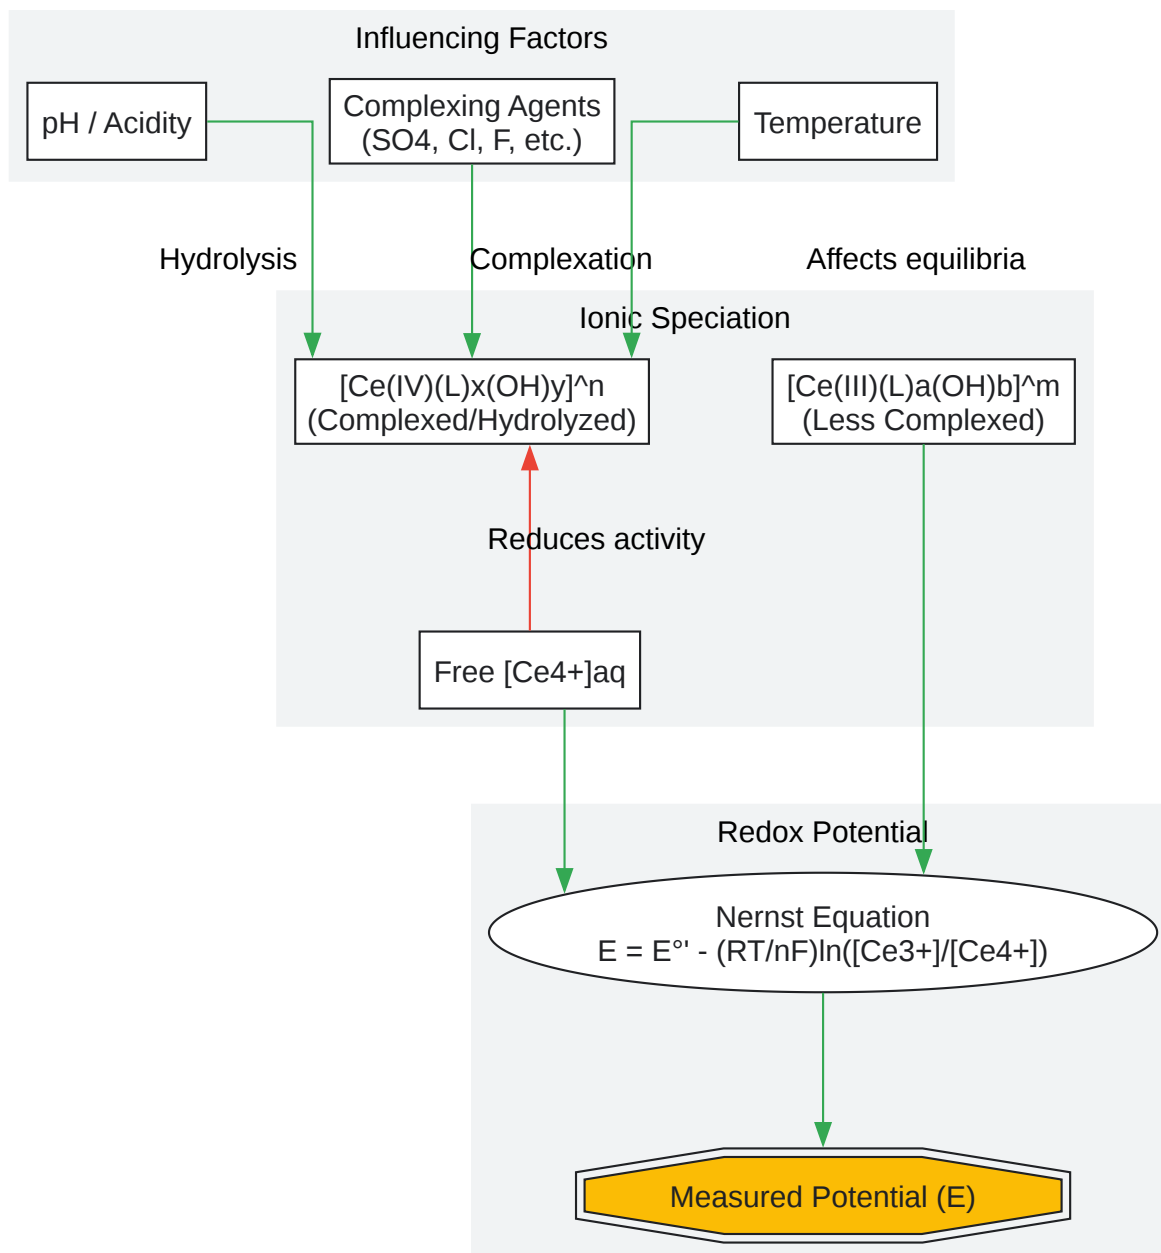 Influencing Factors
pH / Acidity
Complexing Agents
(SO4, Cl, F, etc.)
Temperature
Hydrolysis
Complexation
Affects equilibria
Ionic Speciation
[Ce(IV)(L)x(OH)y]^n
(Complexed/Hydrolyzed)
[Ce(III)(L)a(OH)b]^m
(Less Complexed)
Reduces activity
Free [Ce4+]aq
Redox Potential
Nernst Equation
E = E°' - (RT/nF)ln([Ce3+]/[Ce4+])
Measured Potential (E)